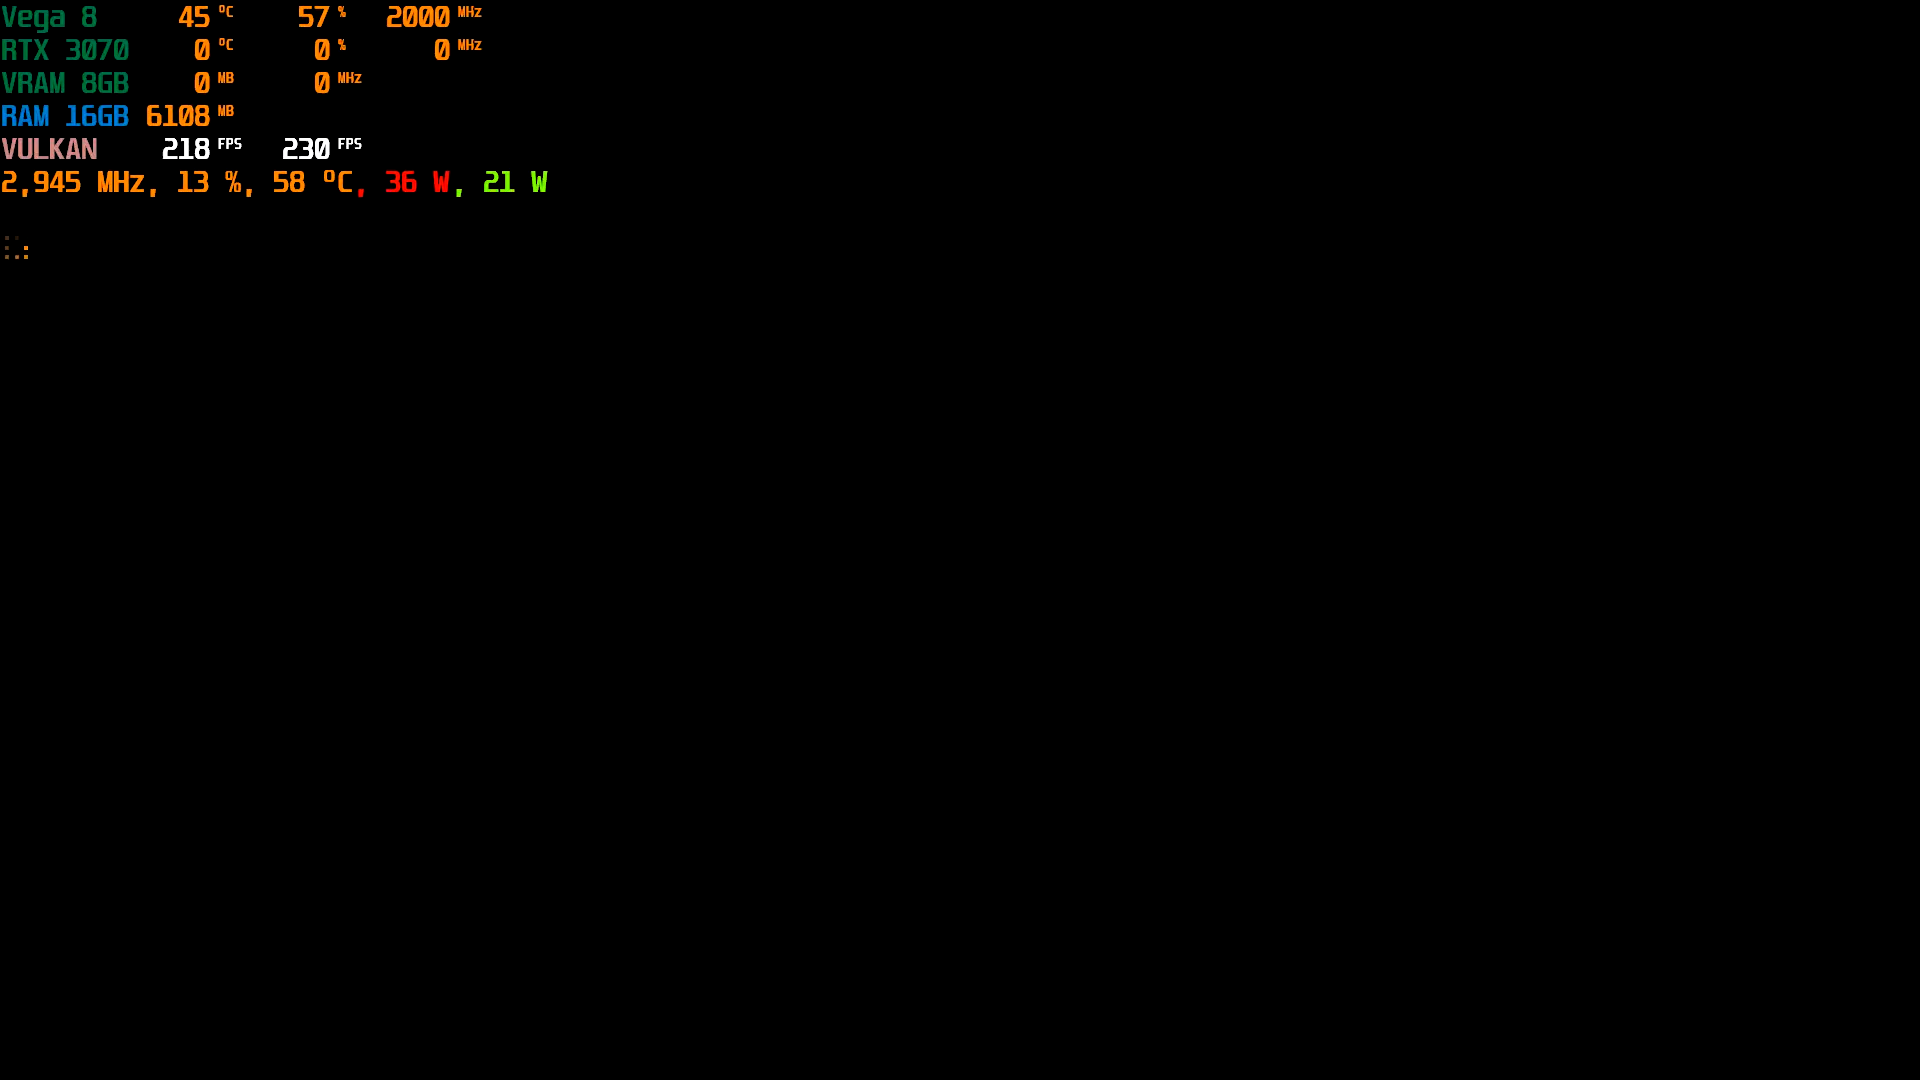 Vega 8 45 °C 57 % 2000 MHz
RTX 3070 0 °C 0 % 0 MHz
VRAM 8GB 0 MB 0 MHz
RAM 16GB 6108 MB
VULKAN 218 FPS 230 FPS
2,945 MHz, 13 %, 58 °C, 36 W, 21 W